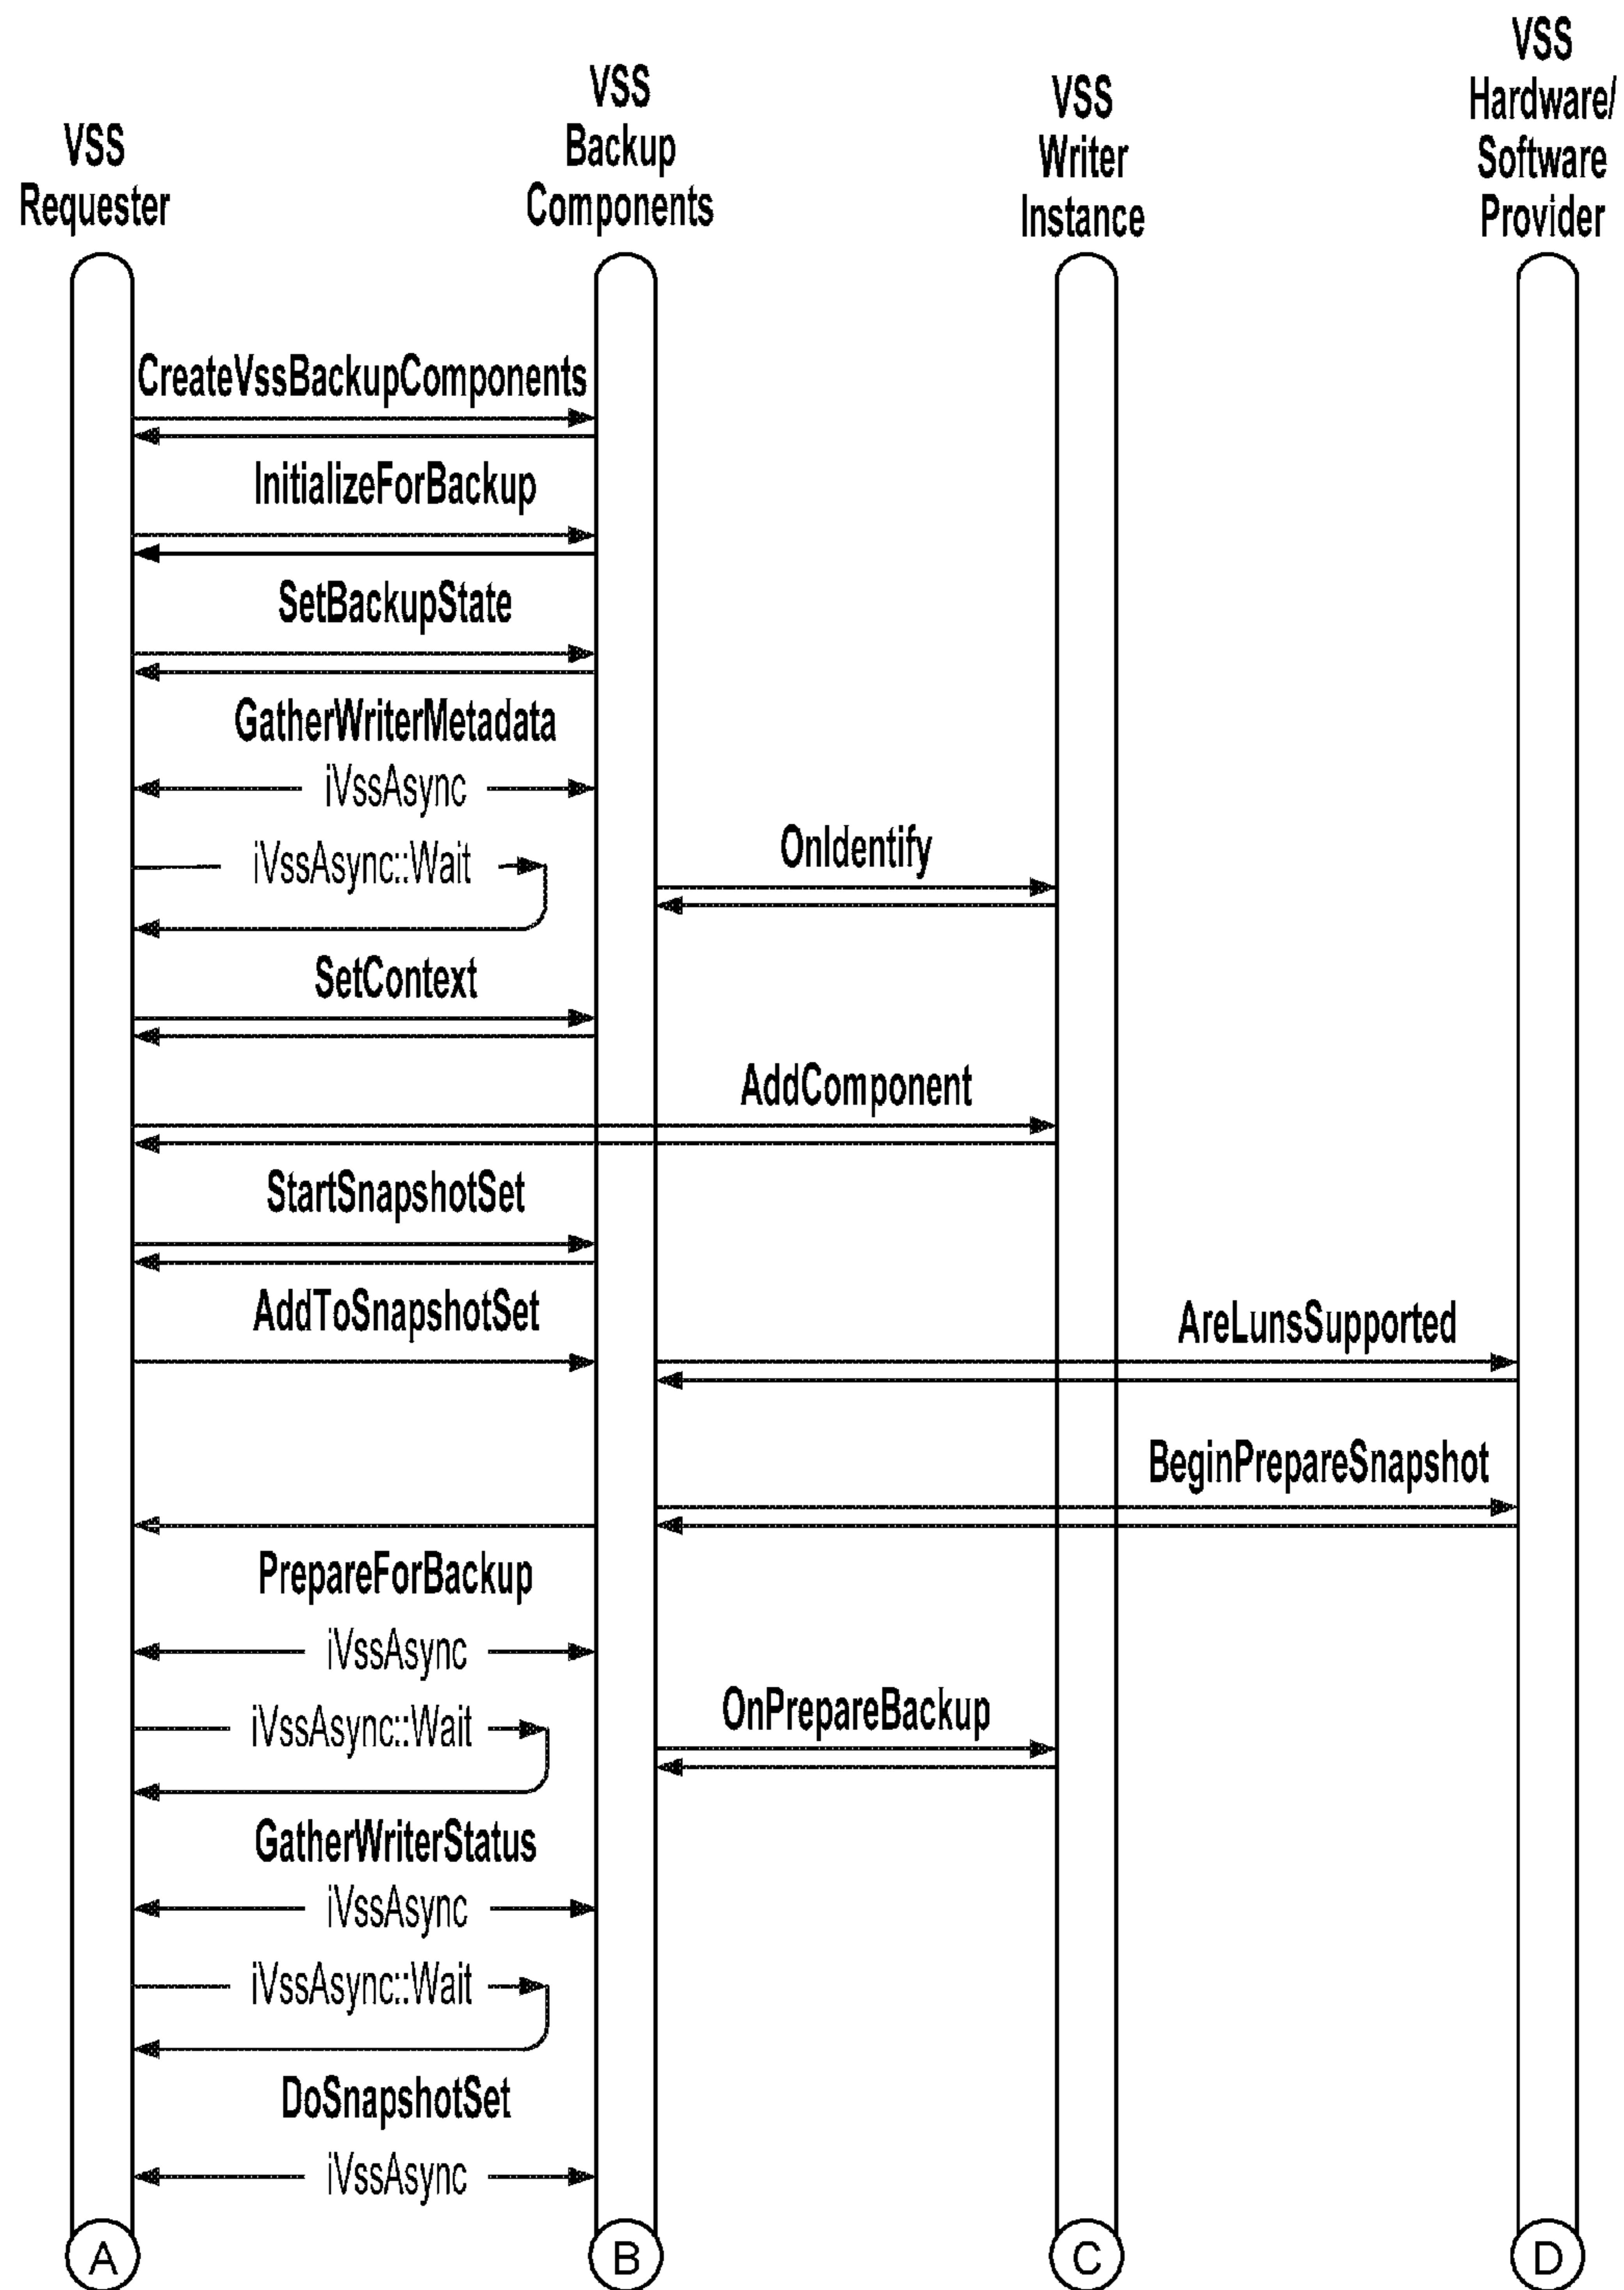 VSS
Requester
VSS
Backup
Components
VSS
Writer
Instance
VSS
Hardware/
Software
Provider
CreateVssBackupComponents
InitializeForBackup
SetBackupState
GatherWriterMetadata
iVssAsync
iVssAsync::Wait
OnIdentify
SetContext
AddComponent
StartSnapshotSet
AddToSnapshotSet
AreLunsSupported
BeginPrepareSnapshot
PrepareForBackup
iVssAsync
iVssAsync::Wait
OnPrepareBackup
GatherWriterStatus
iVssAsync
iVssAsync::Wait
DoSnapshotSet
iVssAsync
A
B
C
D